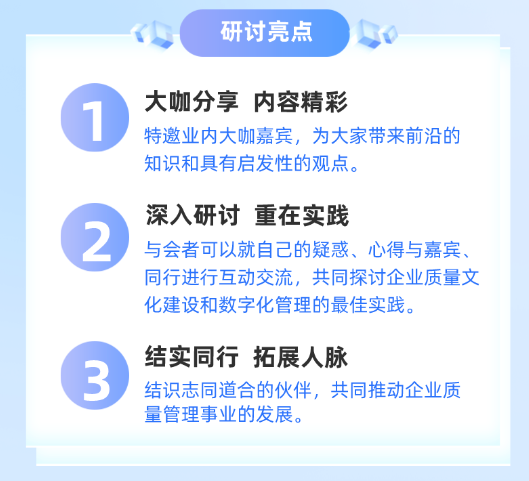 研讨亮点
1
大咖分享 内容精彩
特邀业内大咖嘉宾，为大家带来前沿的
知识和具有启发性的观点。
2
深入研讨 重在实践
与会者可以就自己的疑惑、心得与嘉宾、
同行进行互动交流，共同探讨企业质量文
化建设和数字化管理的最佳实践。
3
结实同行 拓展人脉
结识志同道合的伙伴，共同推动企业质
量管理事业的发展。